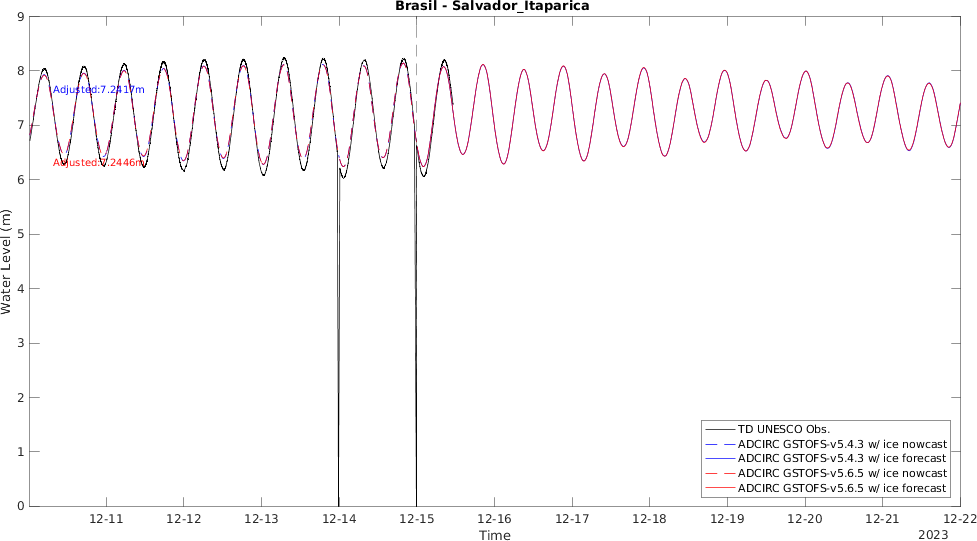 Brasil - Salvador_Itaparica
9
8
Adjusted:7.2417m
7
Adjusted:7.2446m
6
5
4
3
2
1
0
Water Level (m)
TD UNESCO Obs.
ADCIRC GSTOFS-v5.4.3 w/ ice nowcast
ADCIRC GSTOFS-v5.4.3 w/ ice forecast
ADCIRC GSTOFS-v5.6.5 w/ ice nowcast
ADCIRC GSTOFS-v5.6.5 w/ ice forecast
12-11 12-12 12-13 12-14 12-15 12-16 12-17 12-18 12-19 12-20 12-21 12-22
Time
2023